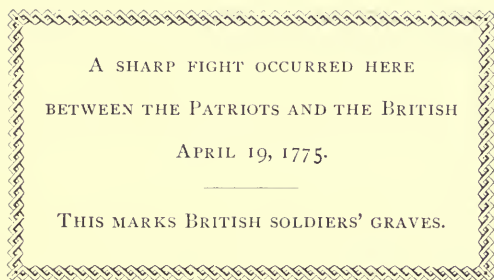 A sharp fight occurred here
between the Patriots and the British
April 19, 1775.
This marks British soldiers' graves.